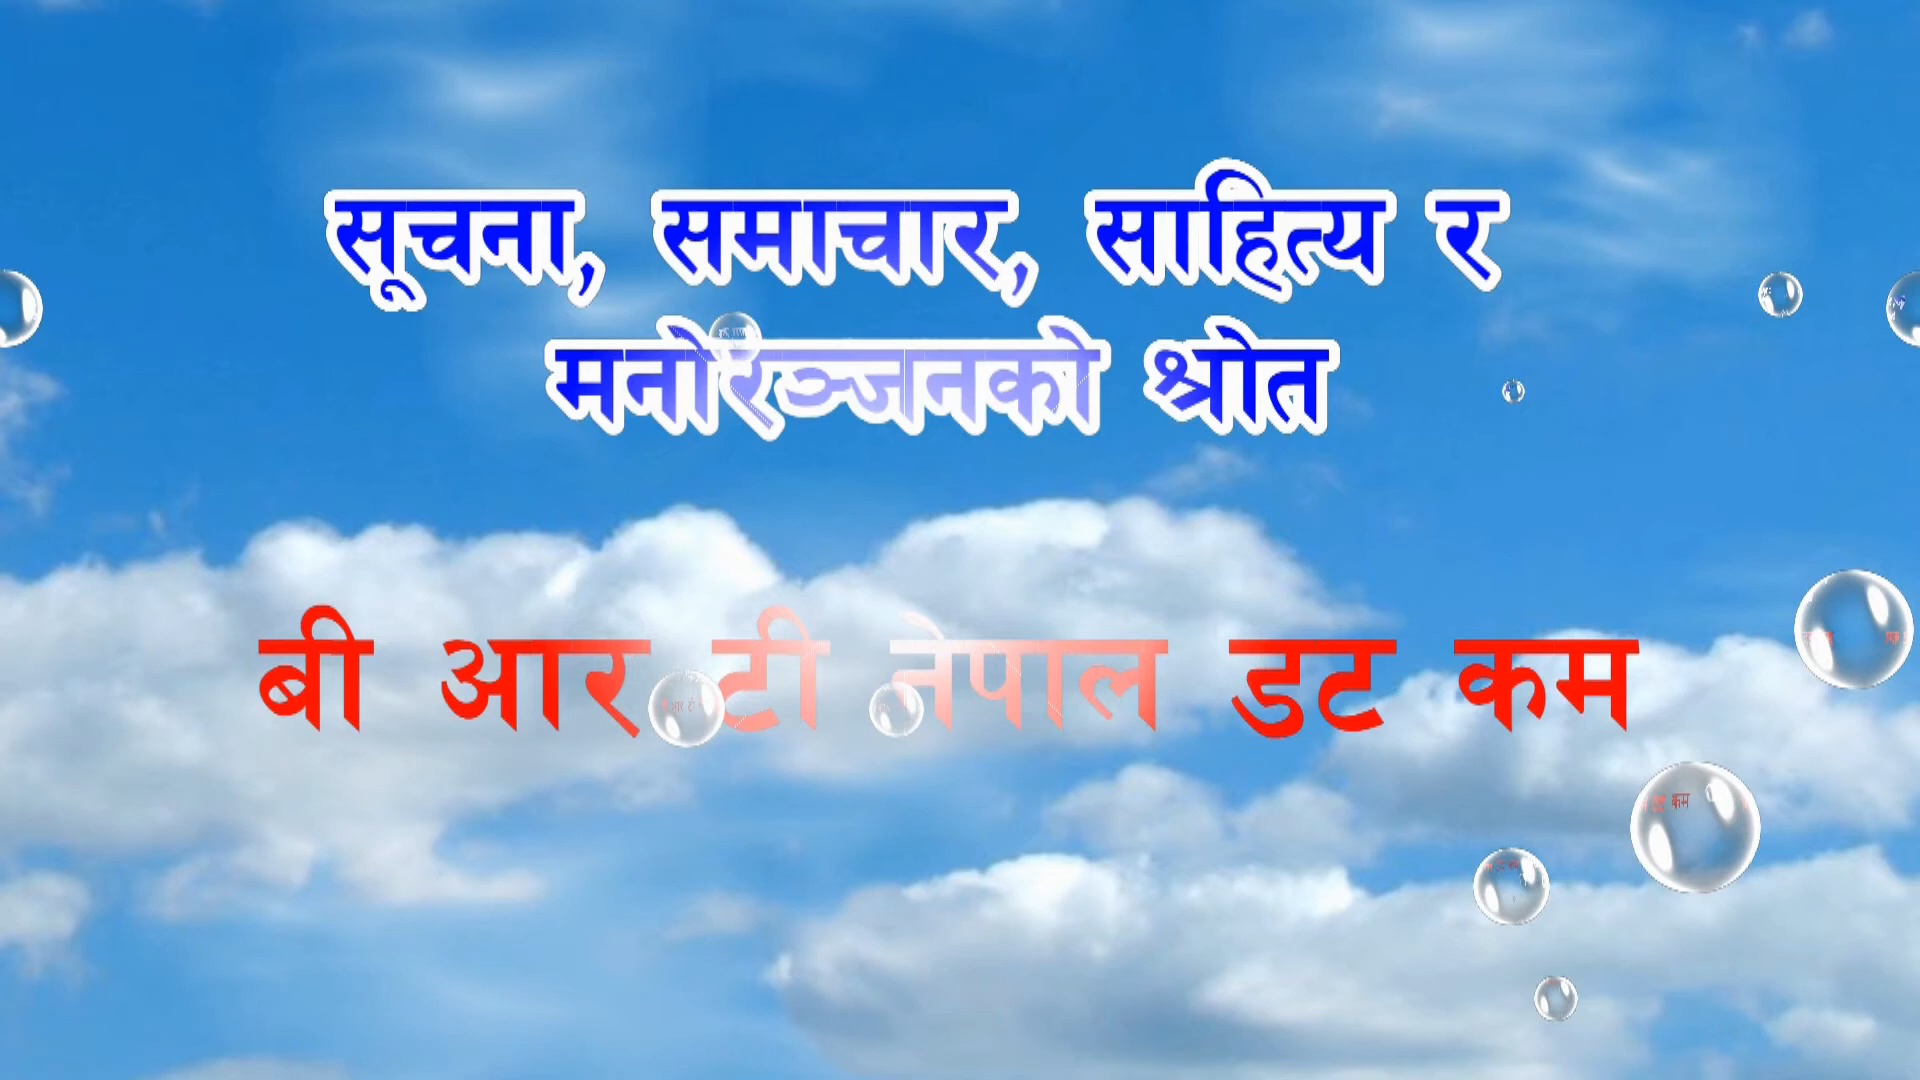 सूचना, समाचार, साहित्य र
मनोरञ्जनको श्रोत
बी आर टी नेपाल डट कम